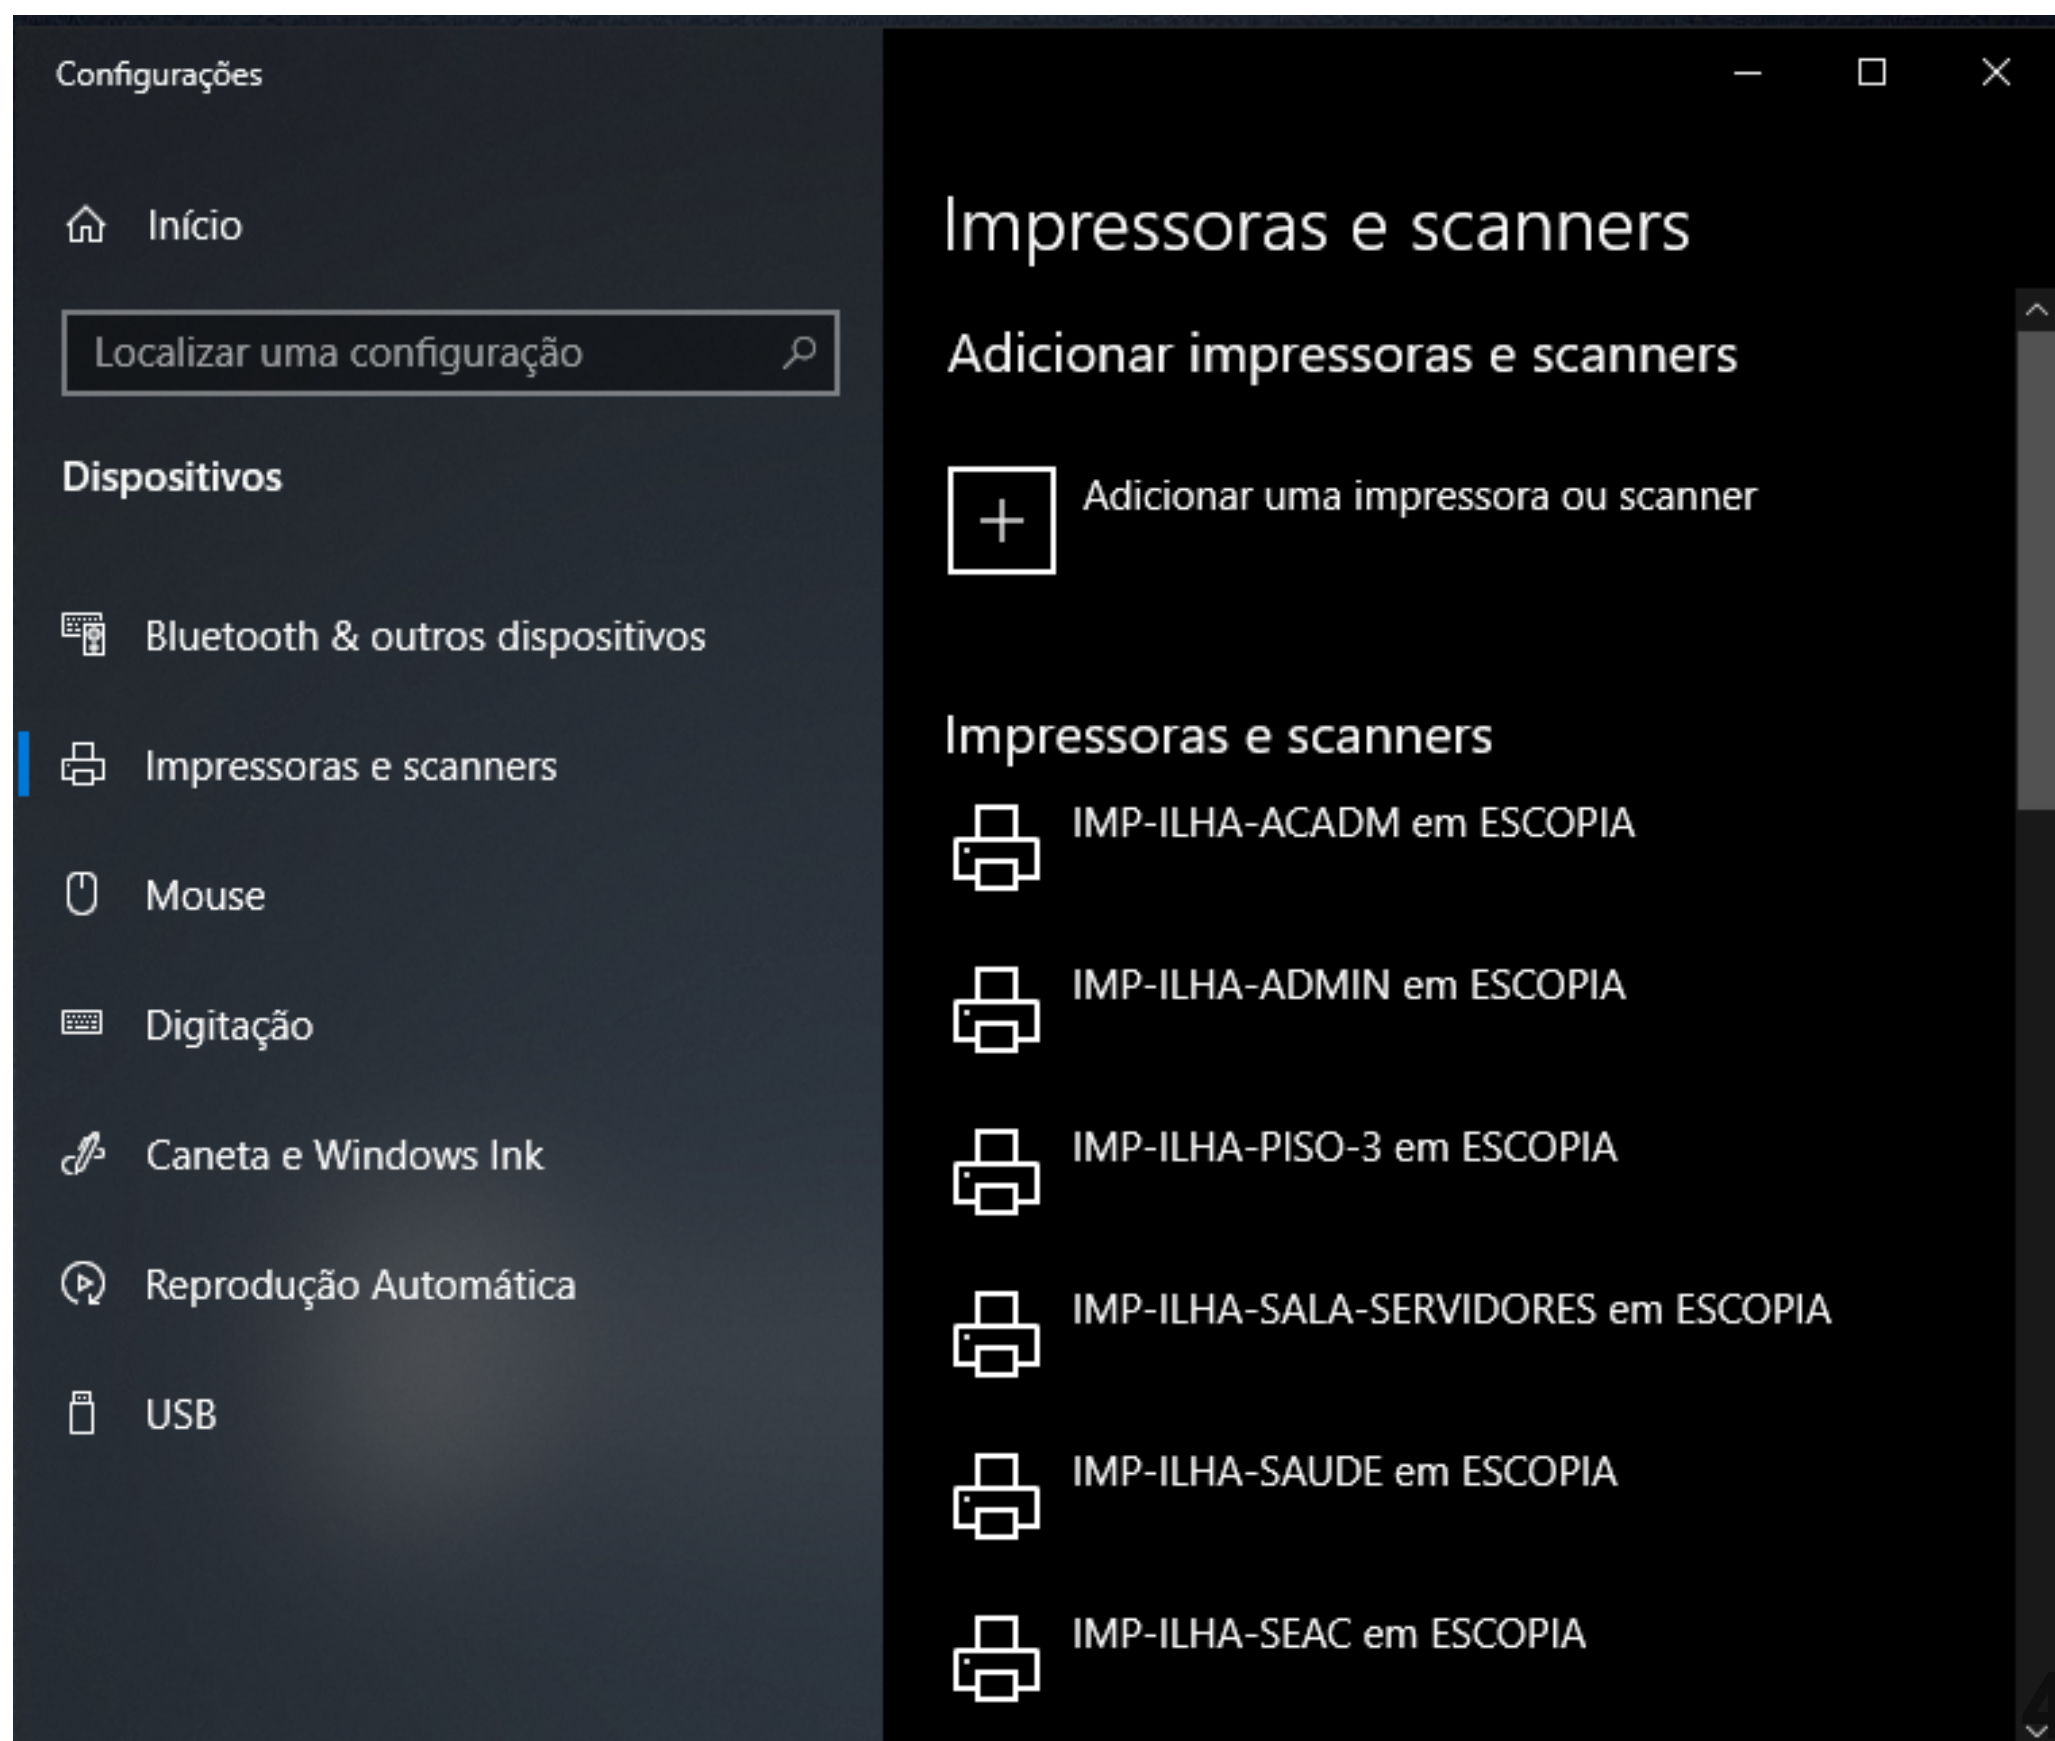 Configurações
Início
Localizar uma configuração
Dispositivos
Bluetooth & outros dispositivos
Impressoras e scanners
Mouse
Digitação
Caneta e Windows Ink
Reprodução Automática
USB
Impressoras e scanners
Adicionar impressoras e scanners
Adicionar uma impressora ou scanner
Impressoras e scanners
IMP-ILHA-ACADM em ESCOPIA
IMP-ILHA-ADMIN em ESCOPIA
IMP-ILHA-PISO-3 em ESCOPIA
IMP-ILHA-SALA-SERVIDORES em ESCOPIA
IMP-ILHA-SAUDE em ESCOPIA
IMP-ILHA-SEAC em ESCOPIA